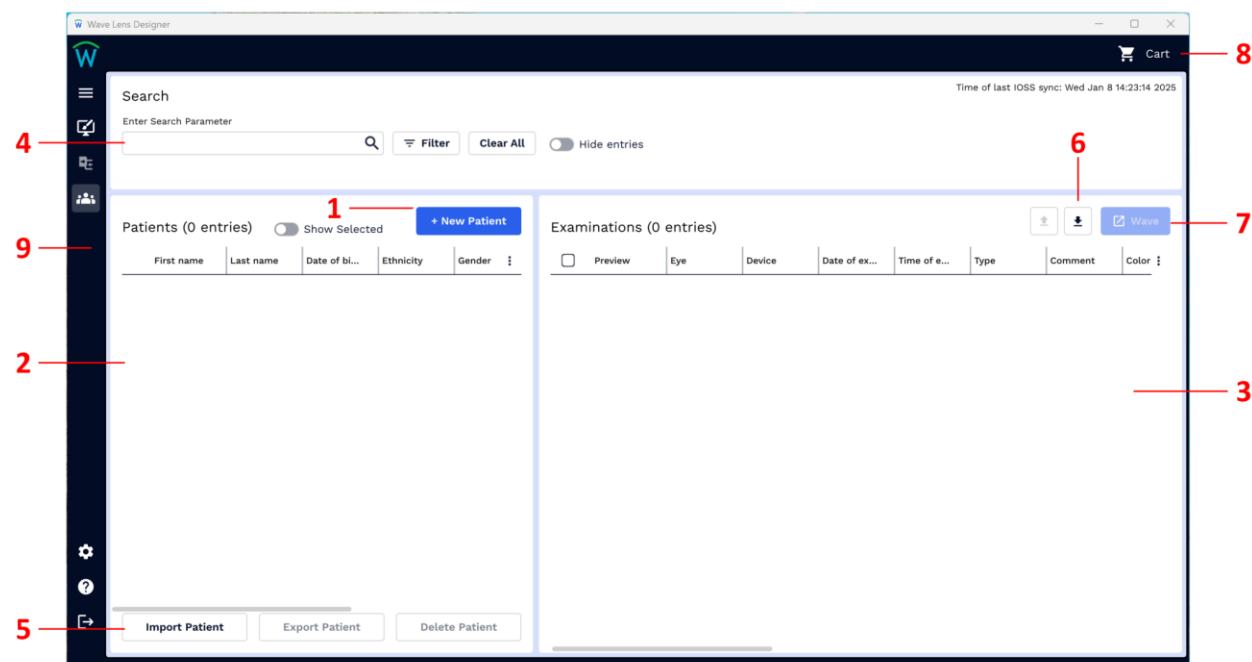 Wave Lens Designer
W
Cart
8
Search
Time of last IOSS sync: Wed Jan 8 14:23:14 2025
Enter Search Parameter
4
Filter
Clear All
Hide entries
6
1
+ New Patient
Patients (0 entries)
Show Selected
Examinations (0 entries)
Wave
7
9
First name Last name Date of bi... Ethnicity Gender
Preview Eye Device Date of ex... Time of e... Type Comment Color
2
3
5
Import Patient
Export Patient
Delete Patient